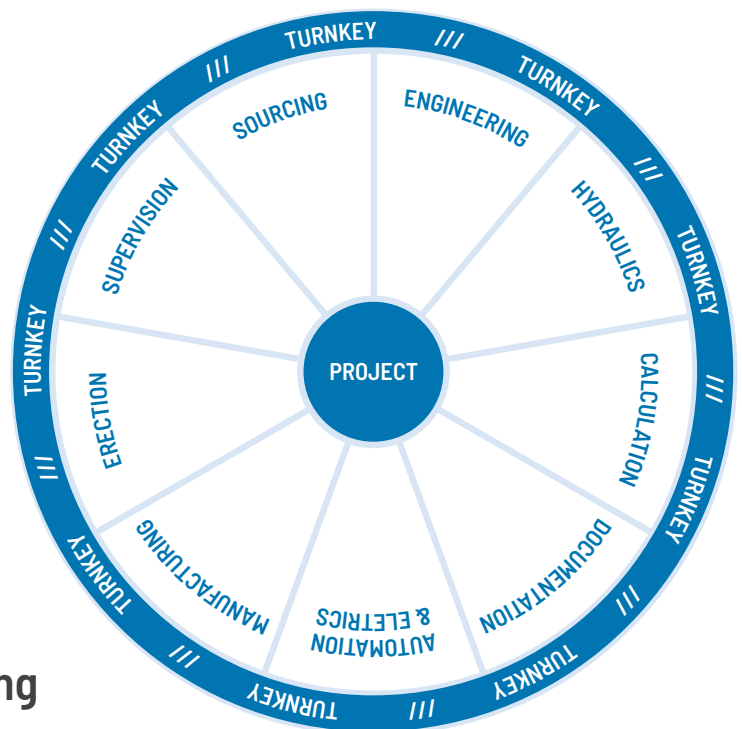 TURNKEY /// TURNKEY /// TURNKEY /// TURNKEY /// TURNKEY /// TURNKEY /// TURNKEY /// TURNKEY /// TURNKEY ///
ENGINEERING
HYDRAULICS
CALCULATION
DOCUMENTATION
AUTOMATION
& ELETRICS
MANUFACTURING
ERECTION
SUPERVISION
SOURCING
PROJECT
ng